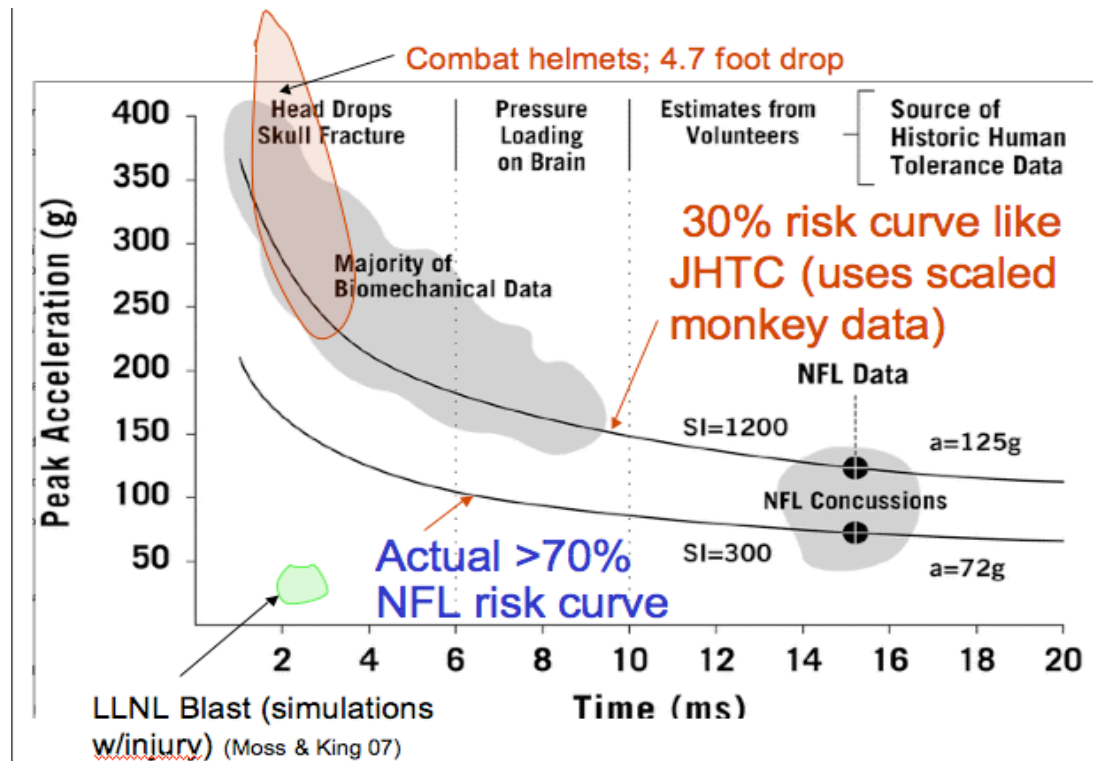 Combat helmets; 4.7 foot drop
400
350
300
250
200
150
100
50
Peak Acceleration (g)
Head Drops
Skull Fracture
Pressure
Loading
on Brain
Estimates from
Volunteers
Source of
Historic Human
Tolerance Data
30% risk curve like
JHTC (uses scaled
monkey data)
Majority of
Biomechanical Data
NFL Data
SI=1200
a=125g
NFL Concussions
SI=300
a=72g
Actual >70%
NFL risk curve
2 4 6 8 10 12 14 16 18 20
Time (ms)
LLNL Blast (simulations
w/injury) (Moss & King 07)